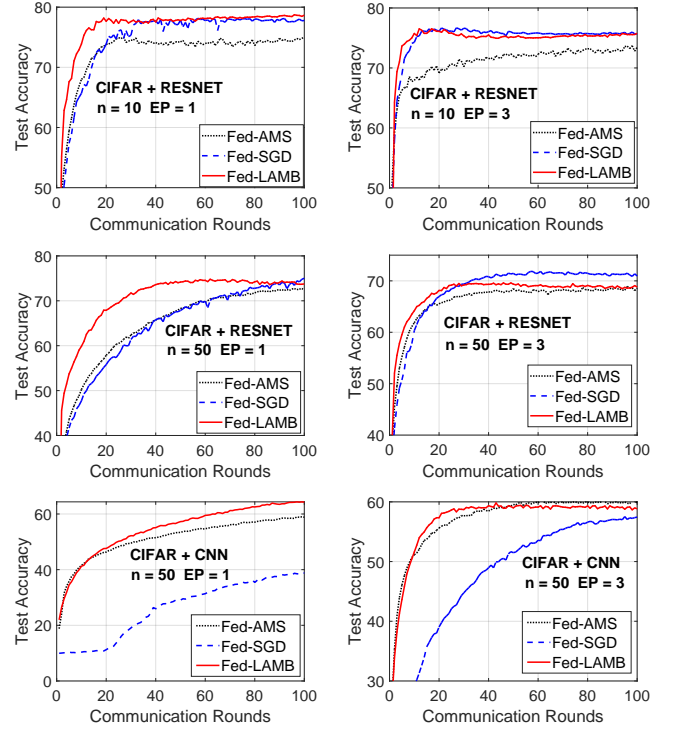 80
70
60
50
Test Accuracy
CIFAR + RESNET
n = 10 EP = 1
Fed-AMS
Fed-SGD
Fed-LAMB
0 20 40 60 80 100
Communication Rounds
80
70
60
50
Test Accuracy
CIFAR + RESNET
n = 10 EP = 3
Fed-AMS
Fed-SGD
Fed-LAMB
0 20 40 60 80 100
Communication Rounds
80
70
60
50
40
Test Accuracy
CIFAR + RESNET
n = 50 EP = 1
Fed-AMS
Fed-SGD
Fed-LAMB
0 20 40 60 80 100
Communication Rounds
70
60
50
40
Test Accuracy
CIFAR + RESNET
n = 50 EP = 3
Fed-AMS
Fed-SGD
Fed-LAMB
0 20 40 60 80 100
Communication Rounds
60
40
20
0
Test Accuracy
CIFAR + CNN
n = 50 EP = 1
Fed-AMS
Fed-SGD
Fed-LAMB
0 20 40 60 80 100
Communication Rounds
60
50
40
30
Test Accuracy
CIFAR + CNN
n = 50 EP = 3
Fed-AMS
Fed-SGD
Fed-LAMB
0 20 40 60 80 100
Communication Rounds